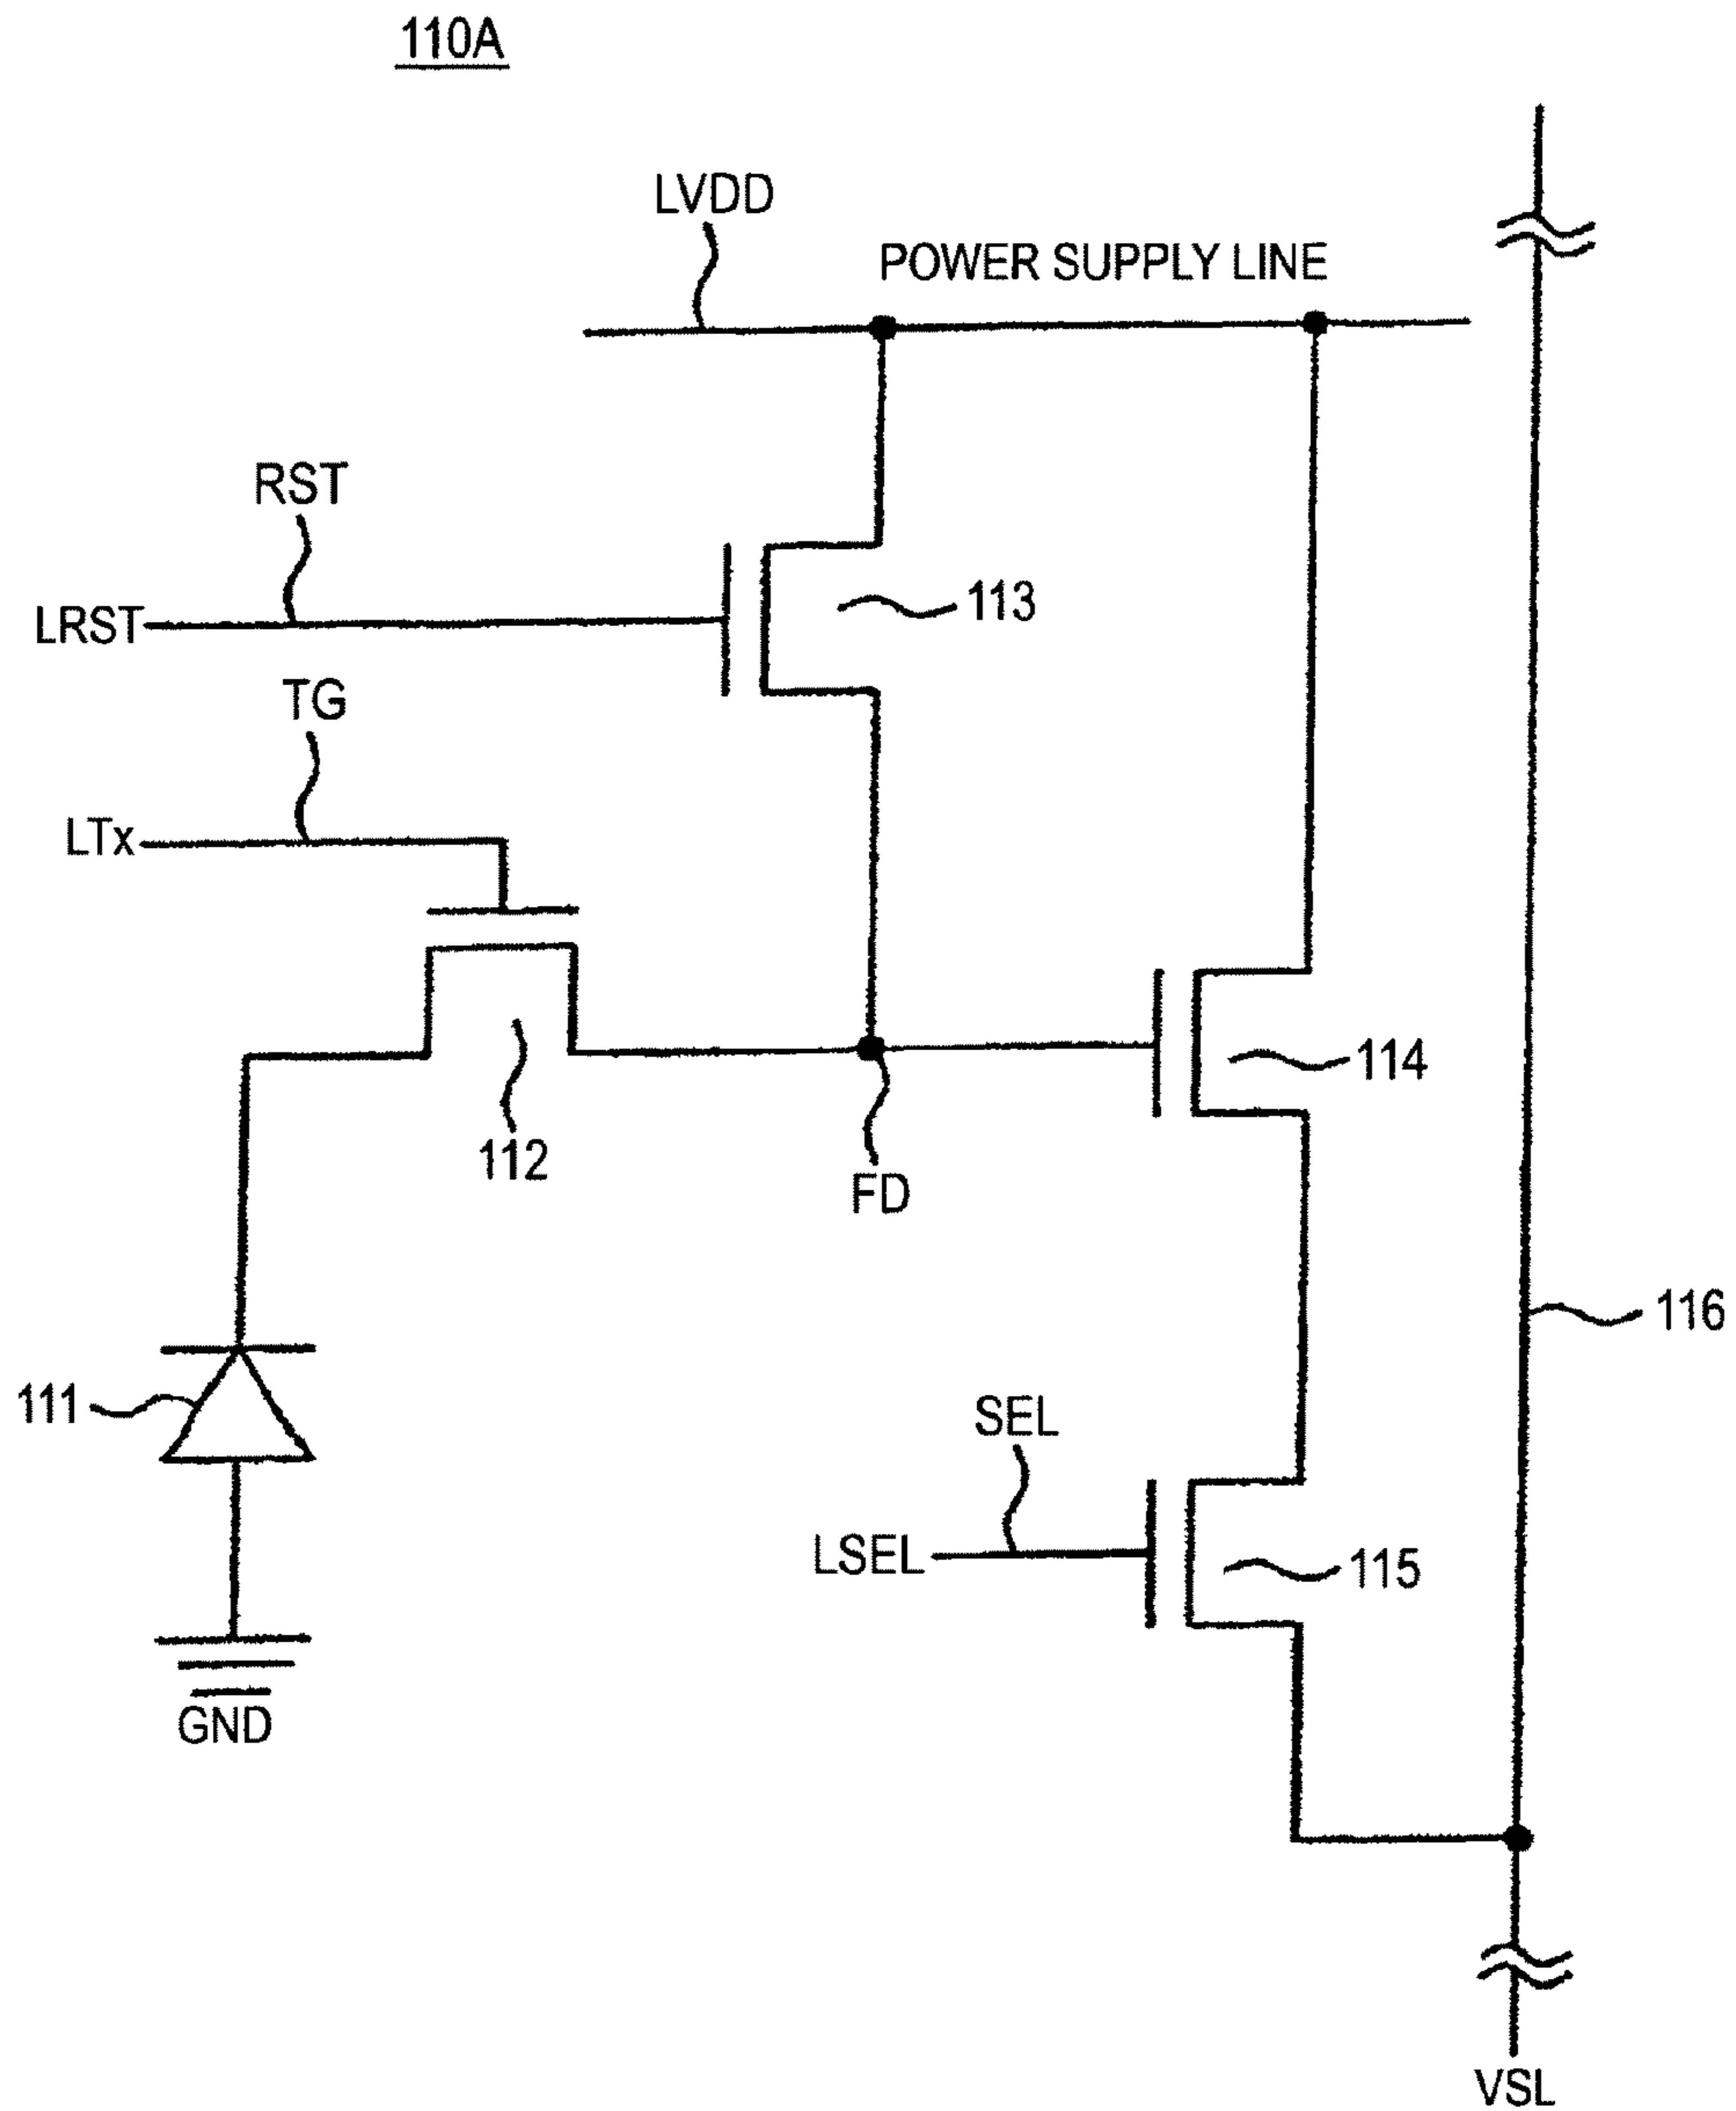 110A
LVDD
POWER SUPPLY LINE
RST
LRST
113
TG
LTx
114
112
FD
116
111
SEL
LSEL
115
GND
VSL